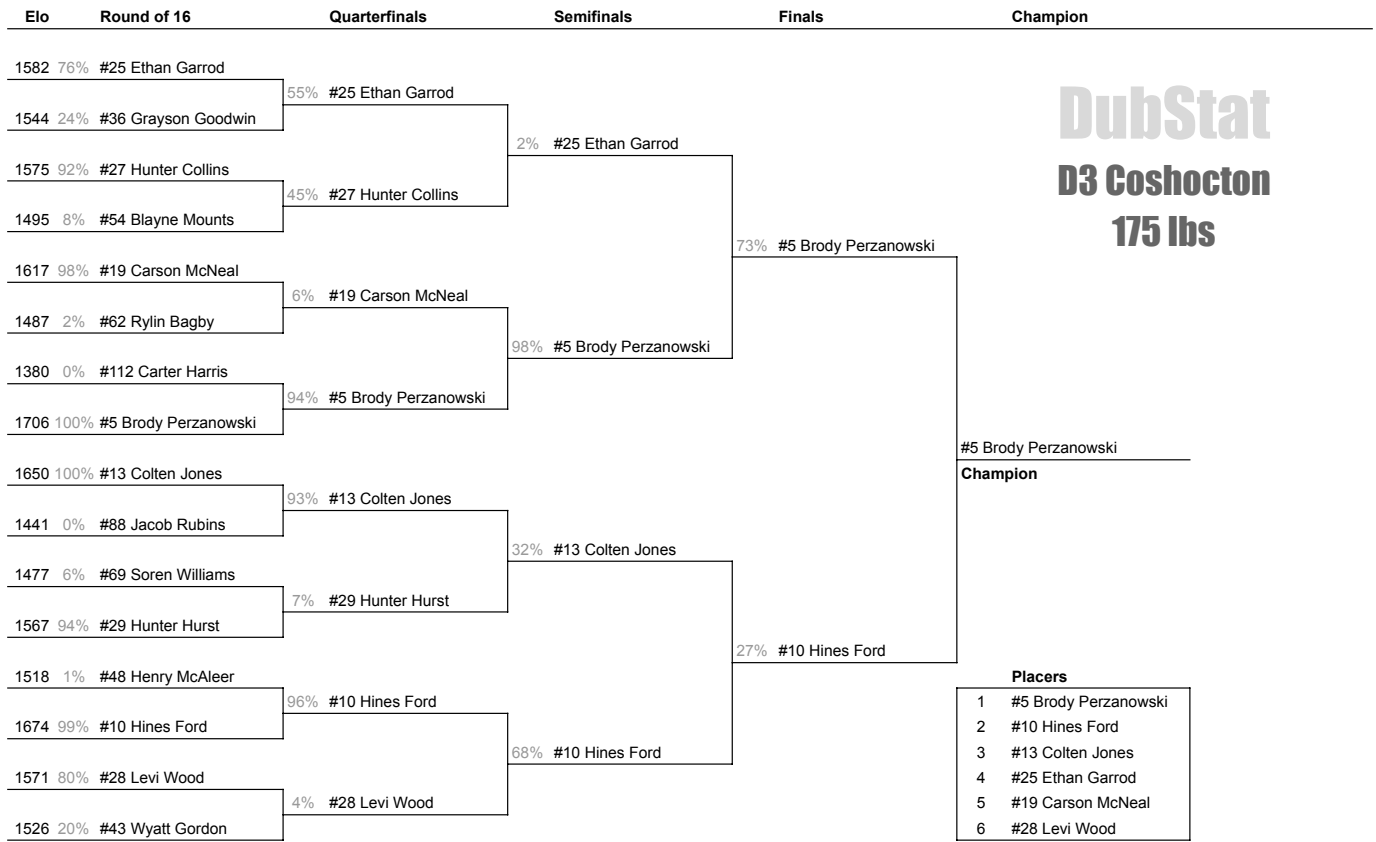 Elo Round of 16 Quarterfinals Semifinals Finals Champion
DubStat
D3 Coshocton
175 lbs
1582 76% #25 Ethan Garrod
55% #25 Ethan Garrod
1544 24% #36 Grayson Goodwin
2% #25 Ethan Garrod
1575 92% #27 Hunter Collins
45% #27 Hunter Collins
1495 8% #54 Blayne Mounts
73% #5 Brody Perzanowski
1617 98% #19 Carson McNeal
6% #19 Carson McNeal
1487 2% #62 Rylin Bagby
98% #5 Brody Perzanowski
1380 0% #112 Carter Harris
94% #5 Brody Perzanowski
1706 100% #5 Brody Perzanowski
#5 Brody Perzanowski
Champion
1650 100% #13 Colten Jones
93% #13 Colten Jones
1441 0% #88 Jacob Rubins
32% #13 Colten Jones
1477 6% #69 Soren Williams
7% #29 Hunter Hurst
1567 94% #29 Hunter Hurst
27% #10 Hines Ford
1518 1% #48 Henry McAleer
96% #10 Hines Ford
1674 99% #10 Hines Ford
68% #10 Hines Ford
1571 80% #28 Levi Wood
4% #28 Levi Wood
1526 20% #43 Wyatt Gordon
Placers
1 #5 Brody Perzanowski
2 #10 Hines Ford
3 #13 Colten Jones
4 #25 Ethan Garrod
5 #19 Carson McNeal
6 #28 Levi Wood